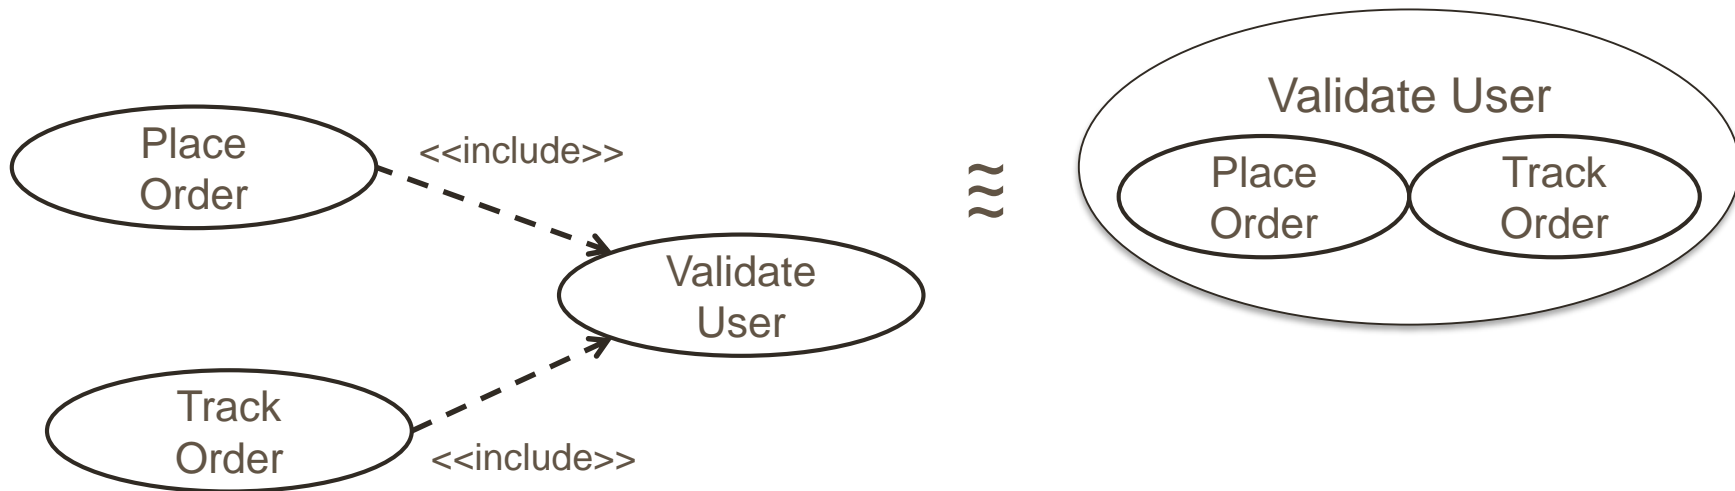 Place
Order
<<include>>
Validate
User
Track
Order
<<include>>
≈
≈
≈
Validate User
Place
Order
Track
Order